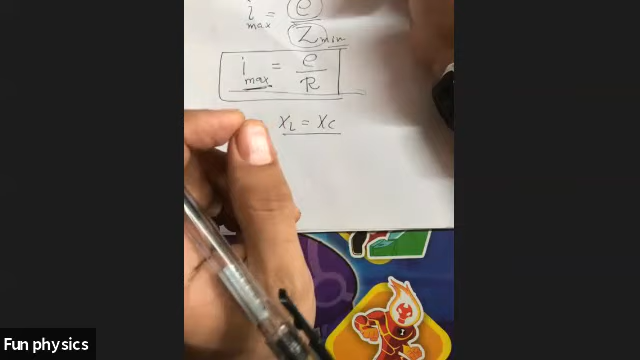 i max = e
Z min
i max = e / R
XL = XC
Fun physics